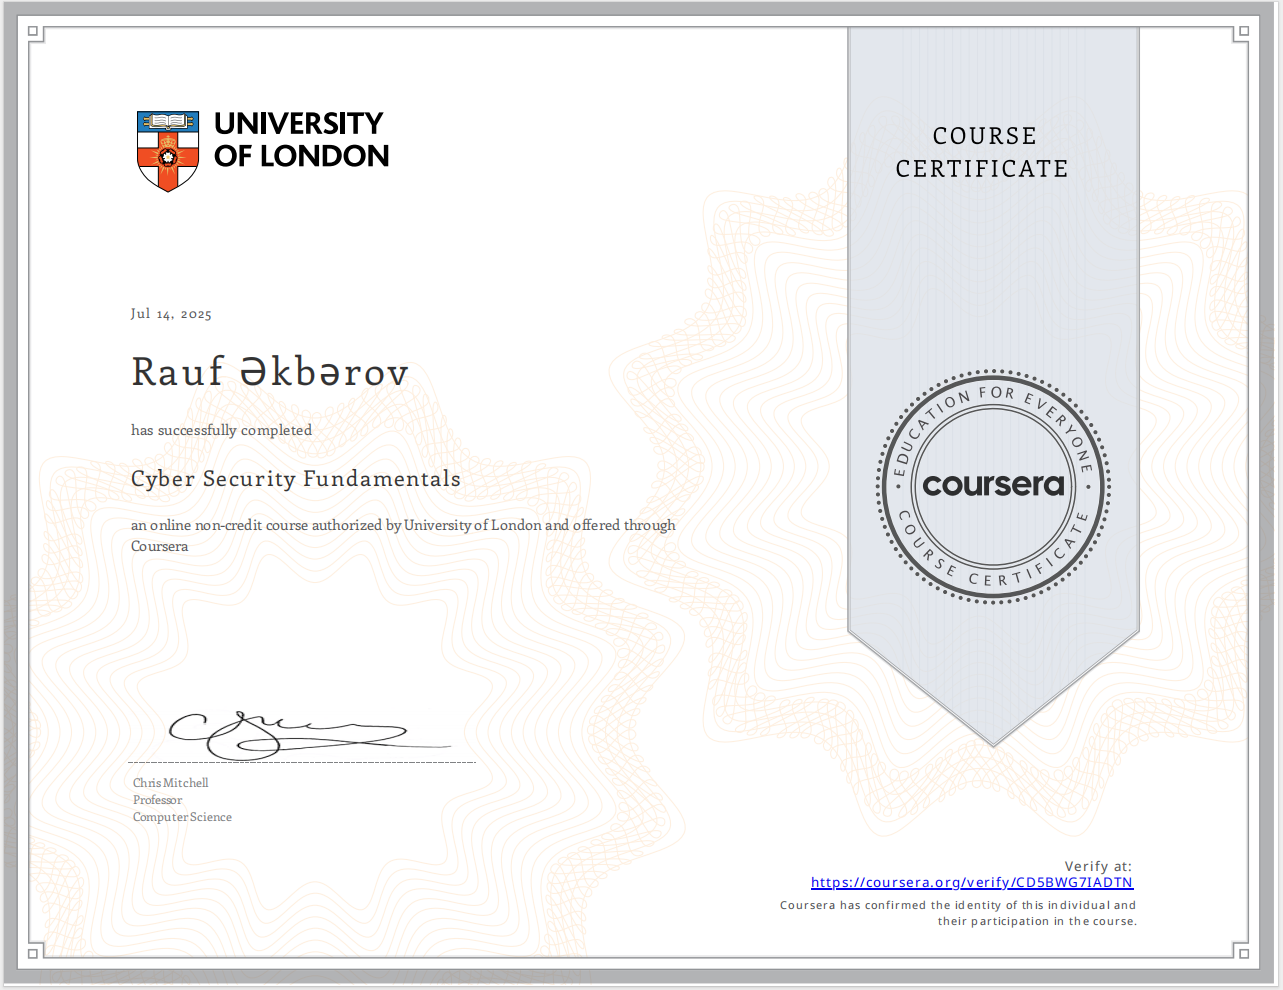 UNIVERSITY
OF LONDON
COURSE
CERTIFICATE
Jul 14, 2025
Rauf Əkbərov
has successfully completed
Cyber Security Fundamentals
an online non-credit course authorized by University of London and offered through
Coursera
EDUCATION FOR EVERYONE
coursera
COURSE CERTIFICATE
Chris Mitchell
Professor
Computer Science
Verify at:
https://coursera.org/verify/CD5BWG7IADTN
Coursera has confirmed the identity of this individual and
their participation in the course.